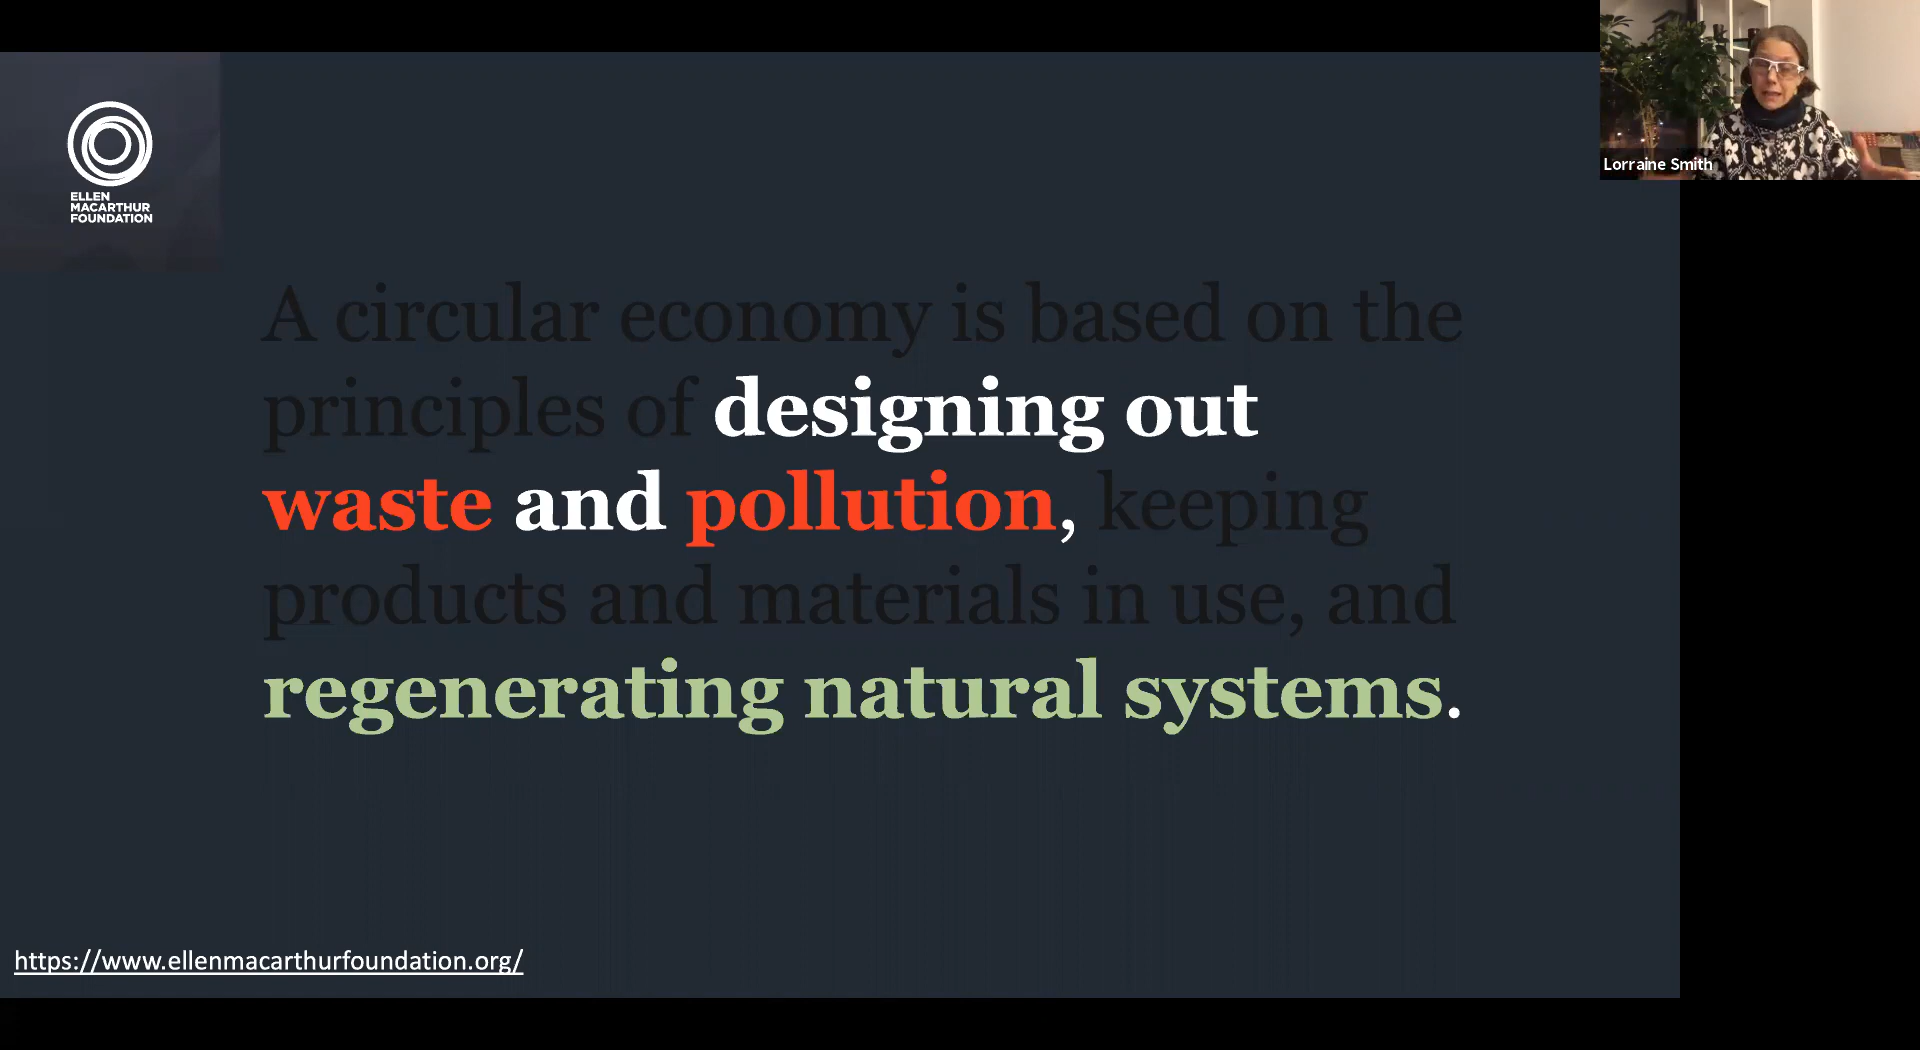 ELLEN
MACARTHUR
FOUNDATION
Lorraine Smith
A circular economy is based on the
principles of designing out
waste and pollution, keeping
products and materials in use, and
regenerating natural systems.
https://www.ellenmacarthurfoundation.org/